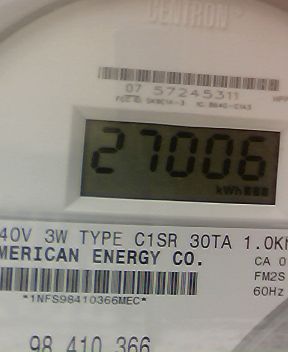 CENTRON
07 57245311
27006
kWh
40V 3W TYPE C1SR 30TA 1.0K
MERICAN ENERGY CO.
CA 0
FM2S
60Hz
*1NFS98410366MEC*
98 410 366